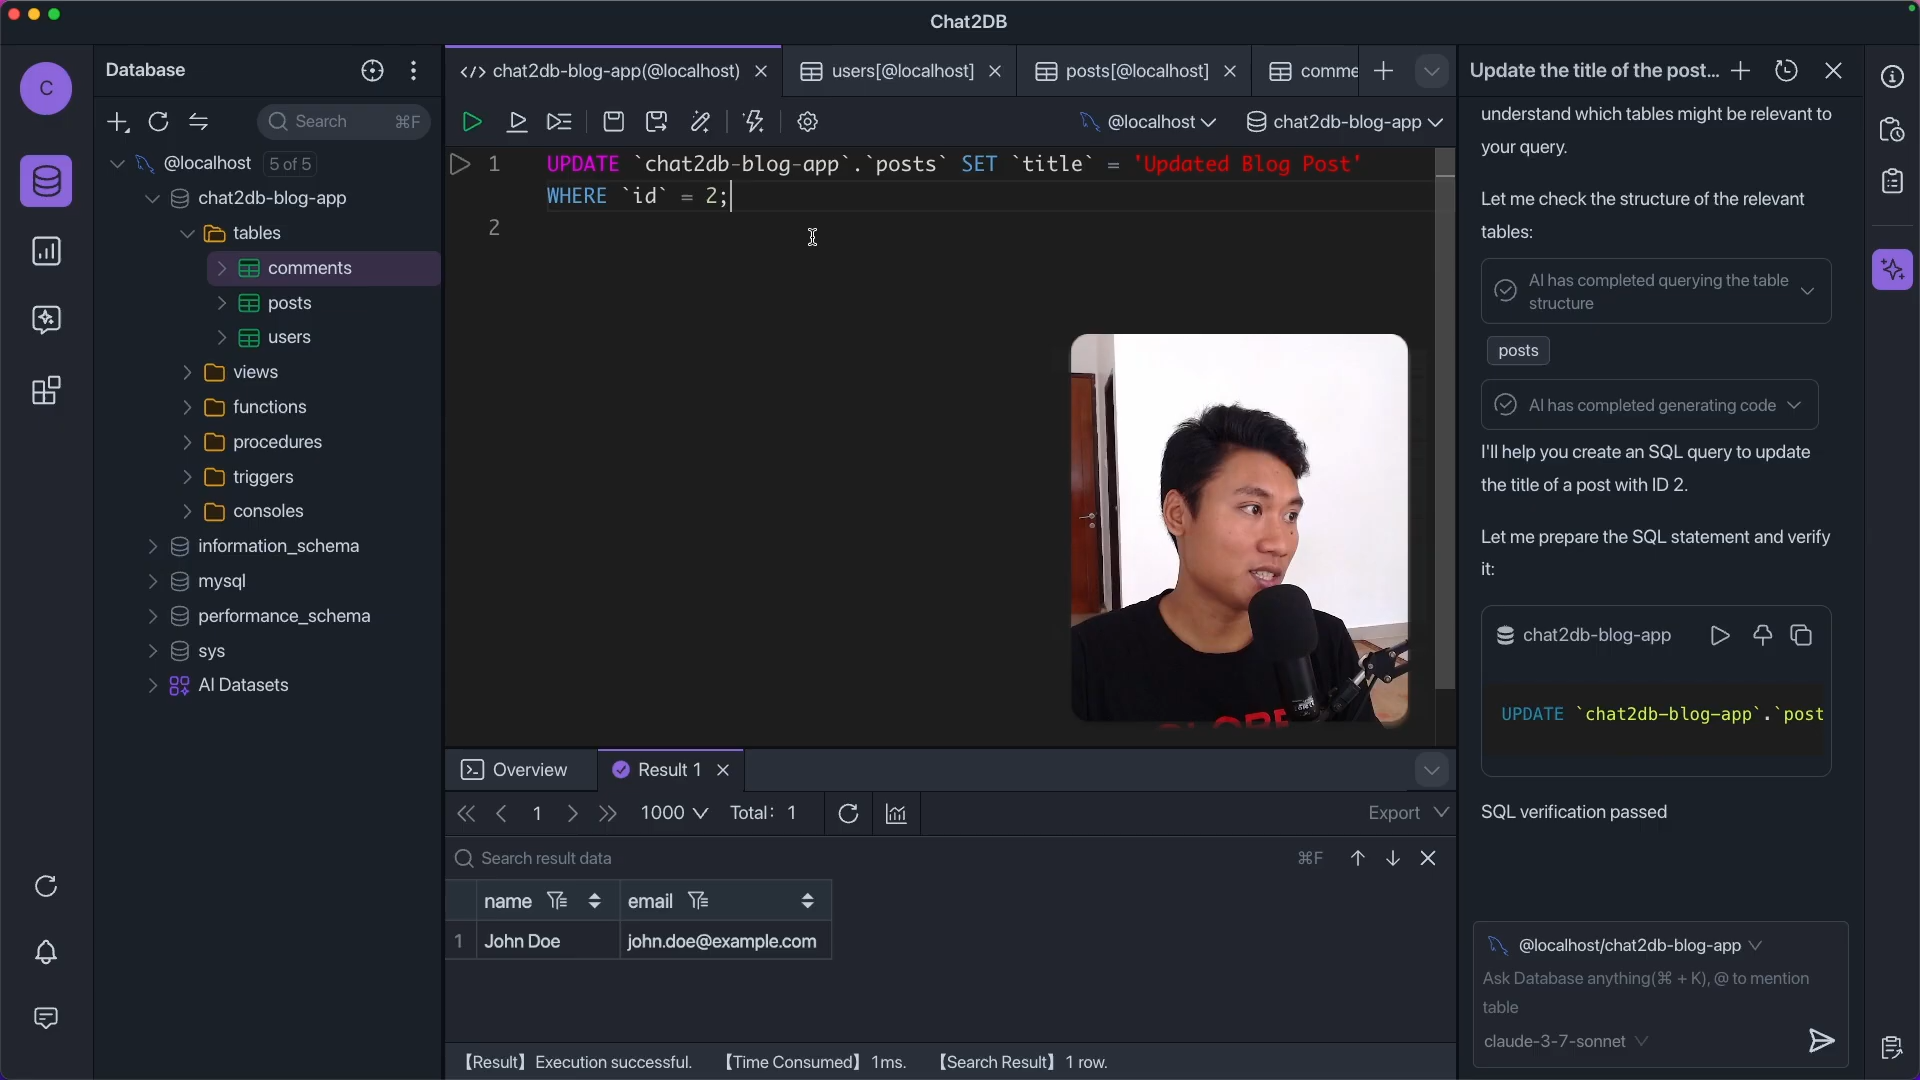 Chat2DB
C
Database
Search ⌘F
@localhost 5 of 5
chat2db-blog-app
tables
comments
posts
users
views
functions
procedures
triggers
consoles
information_schema
mysql
performance_schema
sys
AI Datasets
</> chat2db-blog-app(@localhost)
users[@localhost]
posts[@localhost]
comme
@localhost
chat2db-blog-app
1 UPDATE `chat2db-blog-app`.`posts` SET `title` = 'Updated Blog Post'
WHERE `id` = 2;
2
Overview
Result 1
1
1000
Total: 1
Export
Search result data ⌘F
name email
1 John Doe john.doe@example.com
【Result】Execution successful. 【Time Consumed】1ms. 【Search Result】1 row.
Update the title of the post...
understand which tables might be relevant to
your query.
Let me check the structure of the relevant
tables:
AI has completed querying the table
structure
posts
AI has completed generating code
I'll help you create an SQL query to update
the title of a post with ID 2.
Let me prepare the SQL statement and verify
it:
chat2db-blog-app
UPDATE `chat2db-blog-app`.`post
SQL verification passed
@localhost/chat2db-blog-app
Ask Database anything(⌘ + K), @ to mention
table
claude-3-7-sonnet